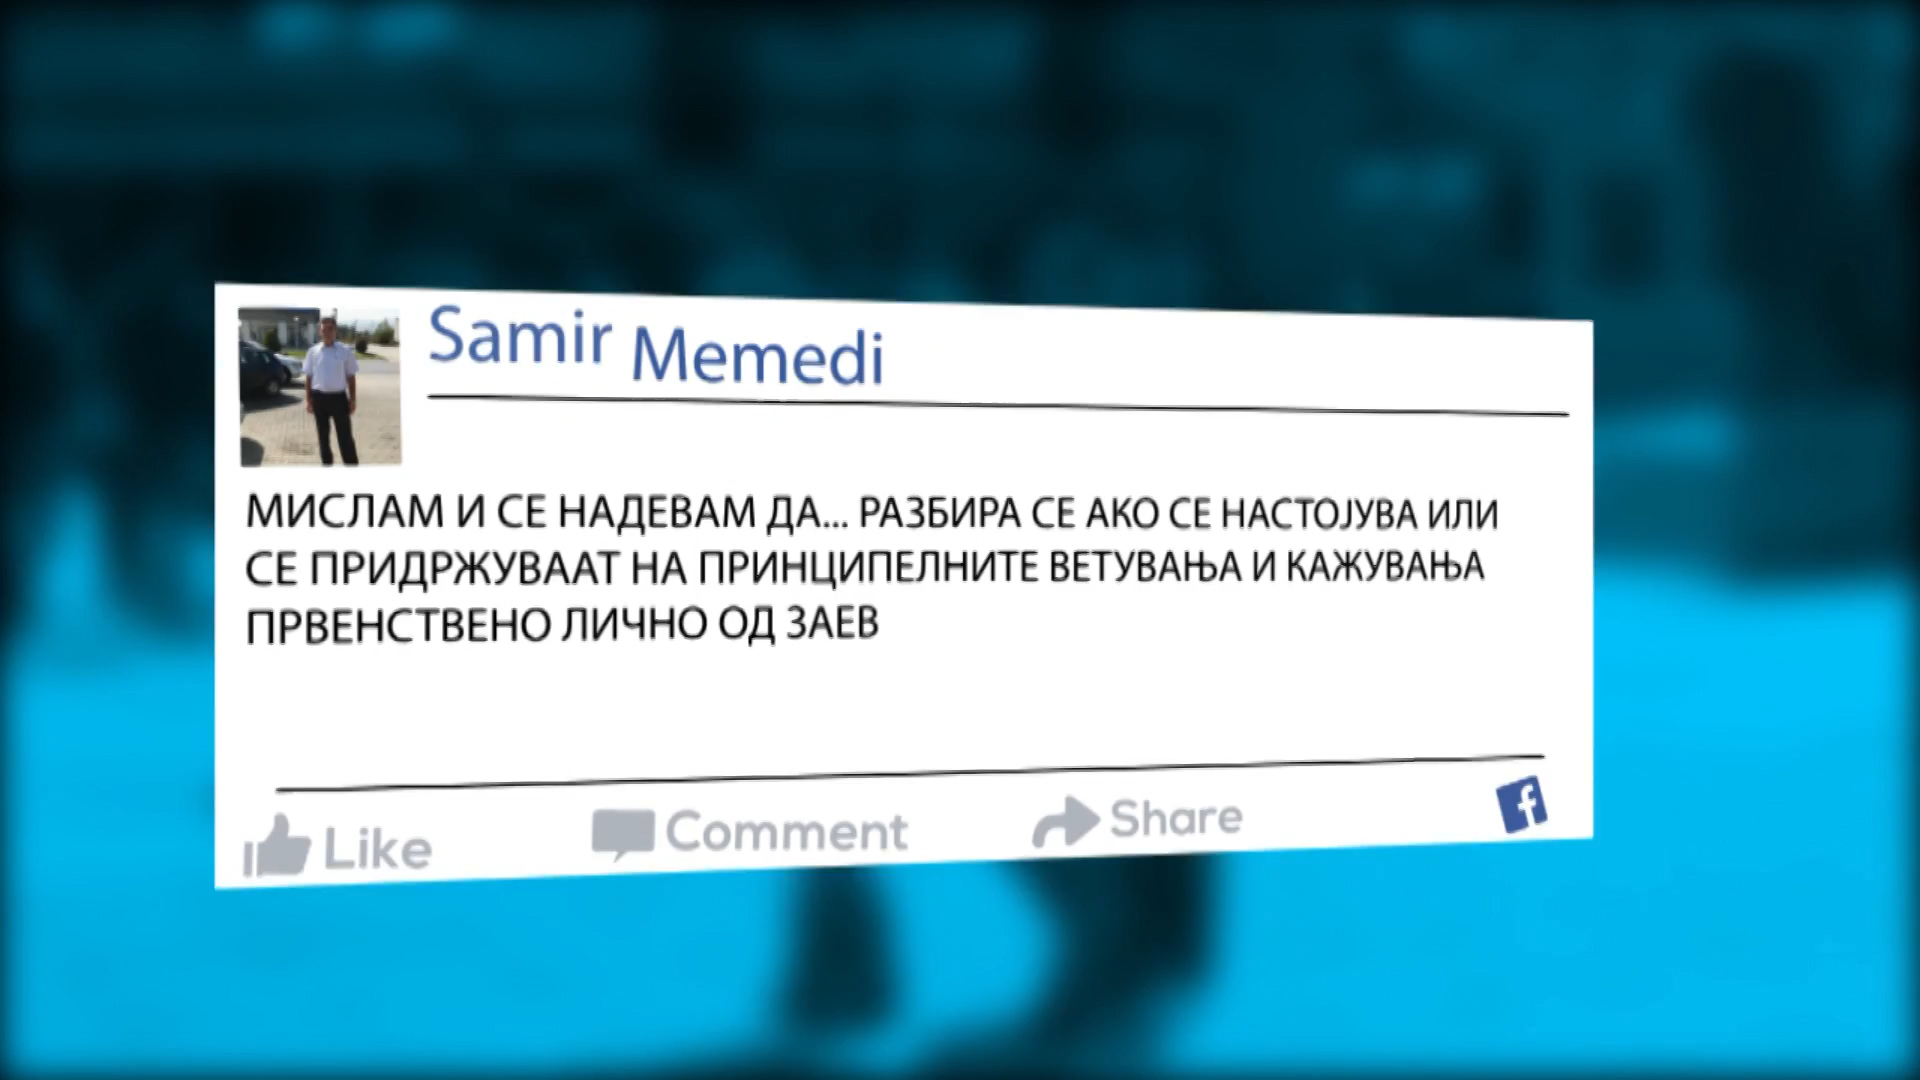 Samir Memedi
МИСЛАМ И СЕ НАДЕВАМ ДА... РАЗБИРА СЕ АКО СЕ НАСТОЈУВА ИЛИ
СЕ ПРИДРЖУВААТ НА ПРИНЦИПЕЛНИТЕ ВЕТУВАЊА И КАЖУВАЊА
ПРВЕНСТВЕНО ЛИЧНО ОД ЗАЕВ
Like Comment Share f